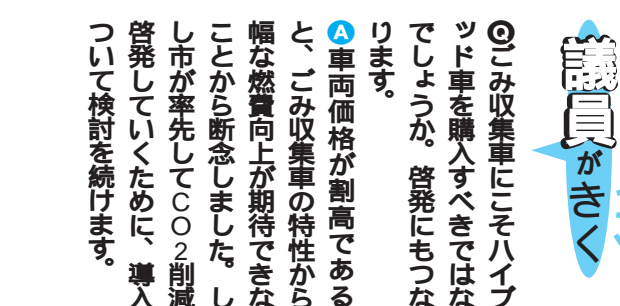 議員がきく
Qごみ収集車にこそハイブ
ッド車を購入すべきではな
でしょうか。啓発にもつな
ります。
A車両価格が割高である
と、ごみ収集車の特性から
幅な燃費向上が期待できな
ことから断念しました。し
し市が率先してCO2削減
啓発していくために、導入
ついて検討を続けます。